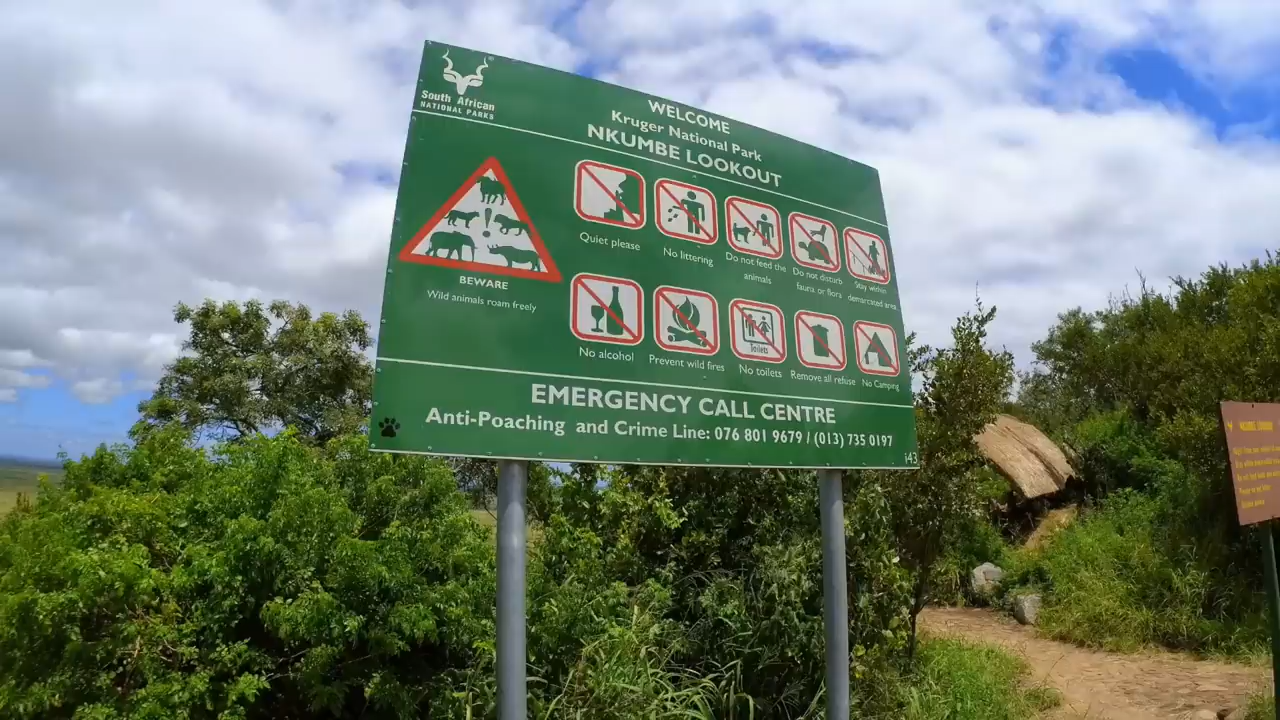 South African
NATIONAL PARKS
WELCOME
Kruger National Park
NKUMBE LOOKOUT
BEWARE
Wild animals roam freely
Quiet please
No littering
Do not feed the
animals
Do not disturb
fauna or flora
Stay within
demarcated area
No alcohol
Prevent wild fires
Toilets
No toilets
Remove all refuse
No Camping
EMERGENCY CALL CENTRE
Anti-Poaching and Crime Line: 076 801 9679 / (013) 735 0197
i43